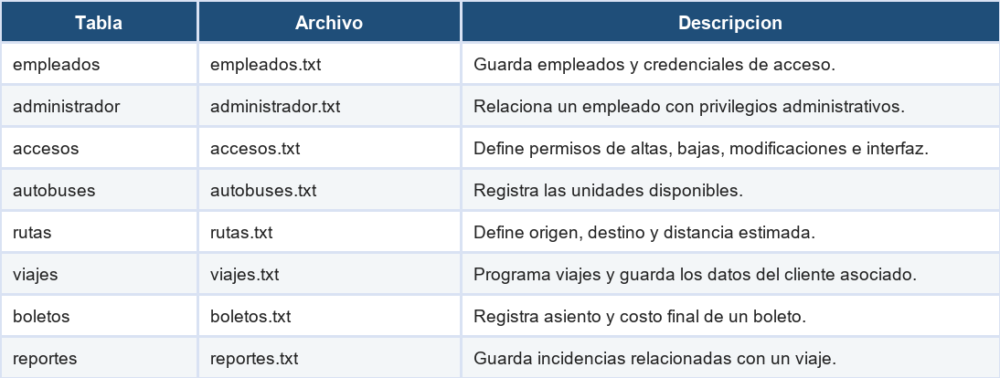 Tabla Archivo Descripcion
empleados empleados.txt Guarda empleados y credenciales de acceso.
administrador administrador.txt Relaciona un empleado con privilegios administrativos.
accesos accesos.txt Define permisos de altas, bajas, modificaciones e interfaz.
autobuses autobuses.txt Registra las unidades disponibles.
rutas rutas.txt Define origen, destino y distancia estimada.
viajes viajes.txt Programa viajes y guarda los datos del cliente asociado.
boletos boletos.txt Registra asiento y costo final de un boleto.
reportes reportes.txt Guarda incidencias relacionadas con un viaje.